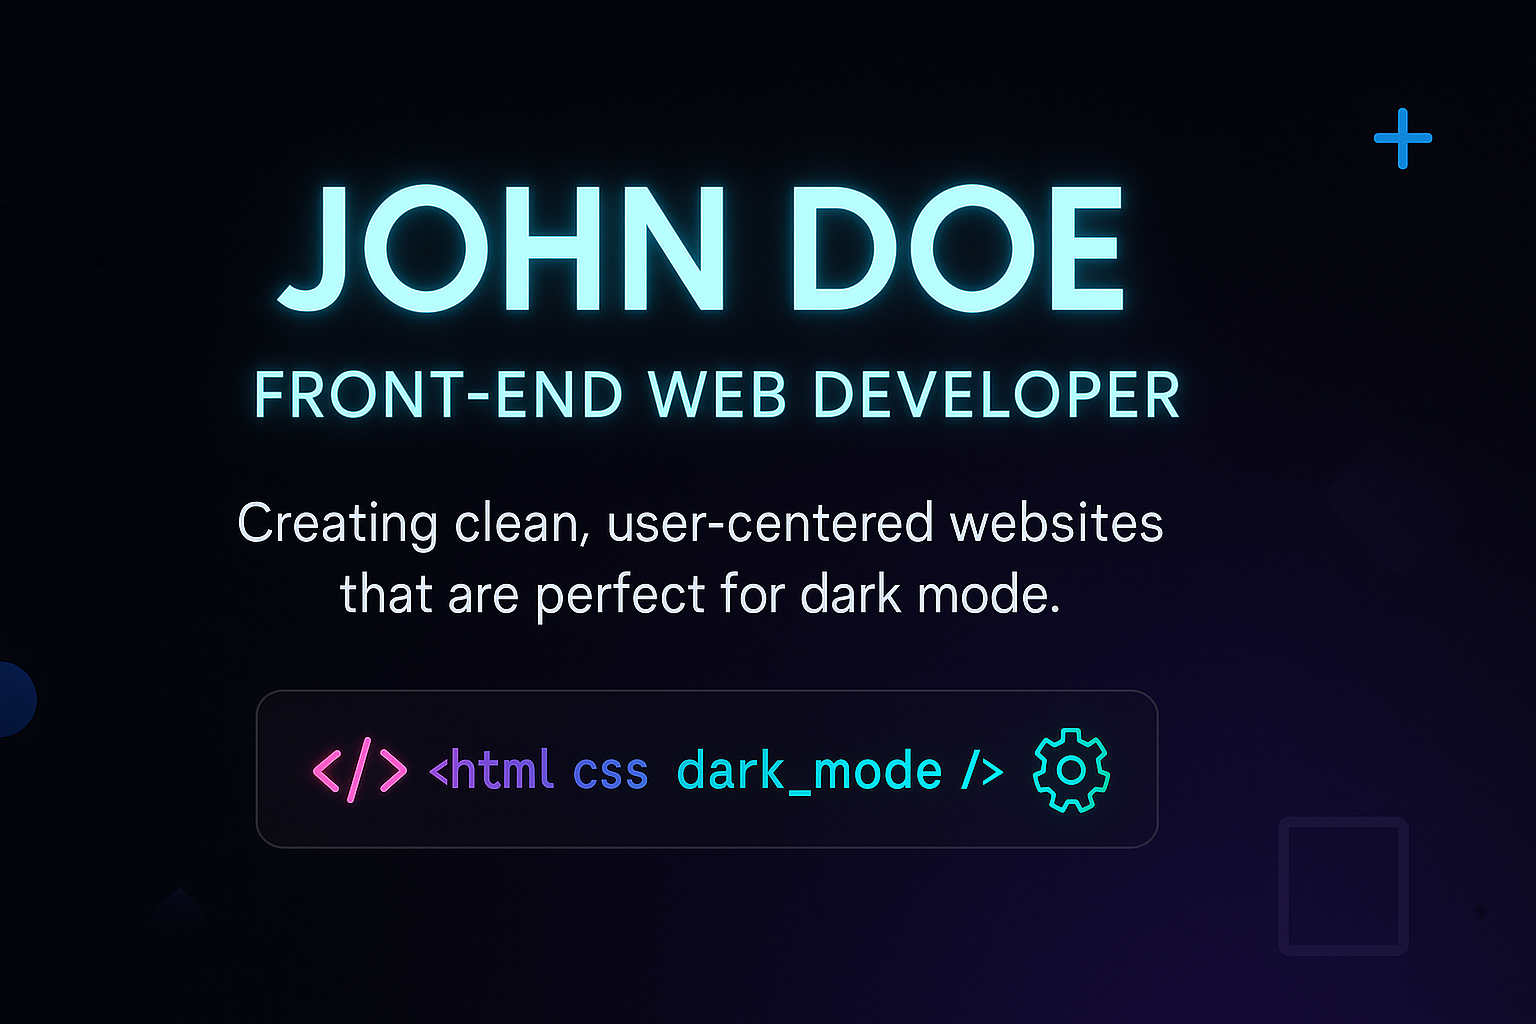 JOHN DOE
FRONT-END WEB DEVELOPER
Creating clean, user-centered websites
that are perfect for dark mode.
</> <html css dark_mode />